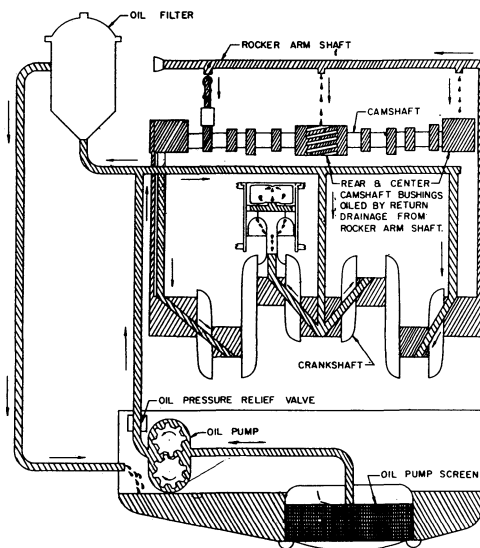 OIL FILTER
ROCKER ARM SHAFT
CAMSHAFT
REAR & CENTER
CAMSHAFT BUSHINGS
OILED BY RETURN
DRAINAGE FROM
ROCKER ARM SHAFT.
CRANKSHAFT
OIL PRESSURE RELIEF VALVE
OIL PUMP
OIL PUMP SCREEN